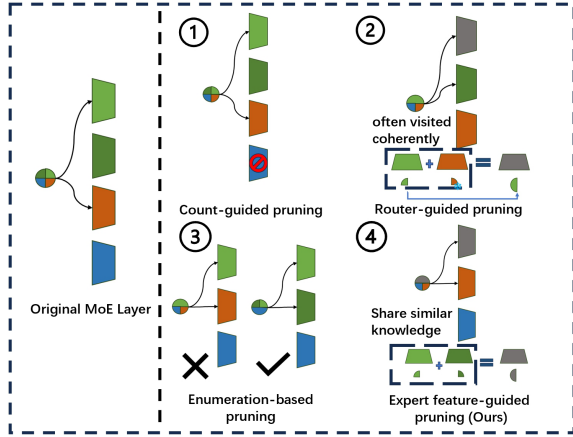 Original MoE Layer
1
Count-guided pruning
2
often visited
coherently
+
=
Router-guided pruning
3
Enumeration-based
pruning
4
Share similar
knowledge
+
=
Expert feature-guided
pruning (Ours)